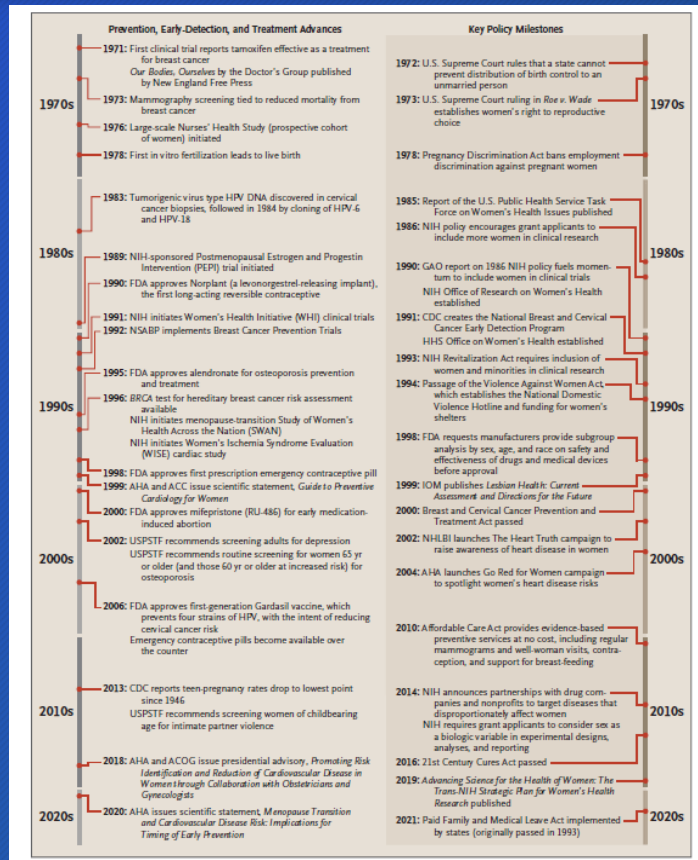 Prevention, Early-Detection, and Treatment Advances
1970s
1971: First clinical trial reports tamoxifen effective as a treatment
for breast cancer
Our Bodies, Ourselves by the Doctor's Group published
by New England Free Press
1973: Mammography screening tied to reduced mortality from
breast cancer
1976: Large-scale Nurses' Health Study (prospective cohort
of women) initiated
1978: First in vitro fertilization leads to live birth
1980s
1983: Tumorigenic virus type HPV DNA discovered in cervical
cancer biopsies, followed in 1984 by cloning of HPV-6
and HPV-18
1989: NIH-sponsored Postmenopausal Estrogen and Progestin
Intervention (PEPI) trial initiated
1990s
1990: FDA approves Norplant (a levonorgestrel-releasing implant),
the first long-acting reversible contraceptive
1991: NIH initiates Women's Health Initiative (WHI) clinical trials
1992: NSABP implements Breast Cancer Prevention Trials
1995: FDA approves alendronate for osteoporosis prevention
and treatment
1996: BRCA test for hereditary breast cancer risk assessment
available
NIH initiates menopause-transition Study of Women's
Health Across the Nation (SWAN)
NIH initiates Women's Ischemia Syndrome Evaluation
(WISE) cardiac study
1998: FDA approves first prescription emergency contraceptive pill
1999: AHA and ACC issue scientific statement, Guide to Preventive
Cardiology for Women
2000s
2000: FDA approves mifepristone (RU-486) for early medication-
induced abortion
2002: USPSTF recommends screening adults for depression
USPSTF recommends routine screening for women 65 yr
or older (and those 60 yr or older at increased risk) for
osteoporosis
2006: FDA approves first-generation Gardasil vaccine, which
prevents four strains of HPV, with the intent of reducing
cervical cancer risk
Emergency contraceptive pills become available over
the counter
2010s
2013: CDC reports teen-pregnancy rates drop to lowest point
since 1946
USPSTF recommends screening women of childbearing
age for intimate partner violence
2018: AHA and ACOG issue presidential advisory, Promoting Risk
Identification and Reduction of Cardiovascular Disease in
Women through Collaboration with Obstetricians and
Gynecologists
2020s
2020: AHA issues scientific statement, Menopause Transition
and Cardiovascular Disease Risk: Implications for
Timing of Early Prevention
Key Policy Milestones
1970s
1972: U.S. Supreme Court rules that a state cannot
prevent distribution of birth control to an
unmarried person
1973: U.S. Supreme Court ruling in Roe v. Wade
establishes women's right to reproductive
choice
1978: Pregnancy Discrimination Act bans employment
discrimination against pregnant women
1980s
1985: Report of the U.S. Public Health Service Task
Force on Women's Health Issues published
1986: NIH policy encourages grant applicants to
include more women in clinical research
1990s
1990: GAO report on 1986 NIH policy fuels momen-
tum to include women in clinical trials
NIH Office of Research on Women's Health
established
1991: CDC creates the National Breast and Cervical
Cancer Early Detection Program
HHS Office on Women's Health established
1993: NIH Revitalization Act requires inclusion of
women and minorities in clinical research
1994: Passage of the Violence Against Women Act,
which establishes the National Domestic
Violence Hotline and funding for women's
shelters
1998: FDA requests manufacturers provide subgroup
analysis by sex, age, and race on safety and
effectiveness of drugs and medical devices
before approval
1999: IOM publishes Lesbian Health: Current
Assessment and Directions for the Future
2000s
2000: Breast and Cervical Cancer Prevention and
Treatment Act passed
2002: NHLBI launches The Heart Truth campaign to
raise awareness of heart disease in women
2004: AHA launches Go Red for Women campaign
to spotlight women's heart disease risks
2010s
2010: Affordable Care Act provides evidence-based
preventive services at no cost, including regular
mammograms and well-woman visits, contra-
ception, and support for breast-feeding
2014: NIH announces partnerships with drug com-
panies and nonprofits to target diseases that
disproportionately affect women
NIH requires grant applicants to consider sex as
a biologic variable in experimental designs,
analyses, and reporting
2016: 21st Century Cures Act passed
2019: Advancing Science for the Health of Women: The
Trans-NIH Strategic Plan for Women's Health
Research published
2020s
2021: Paid Family and Medical Leave Act implemented
by states (originally passed in 1993)